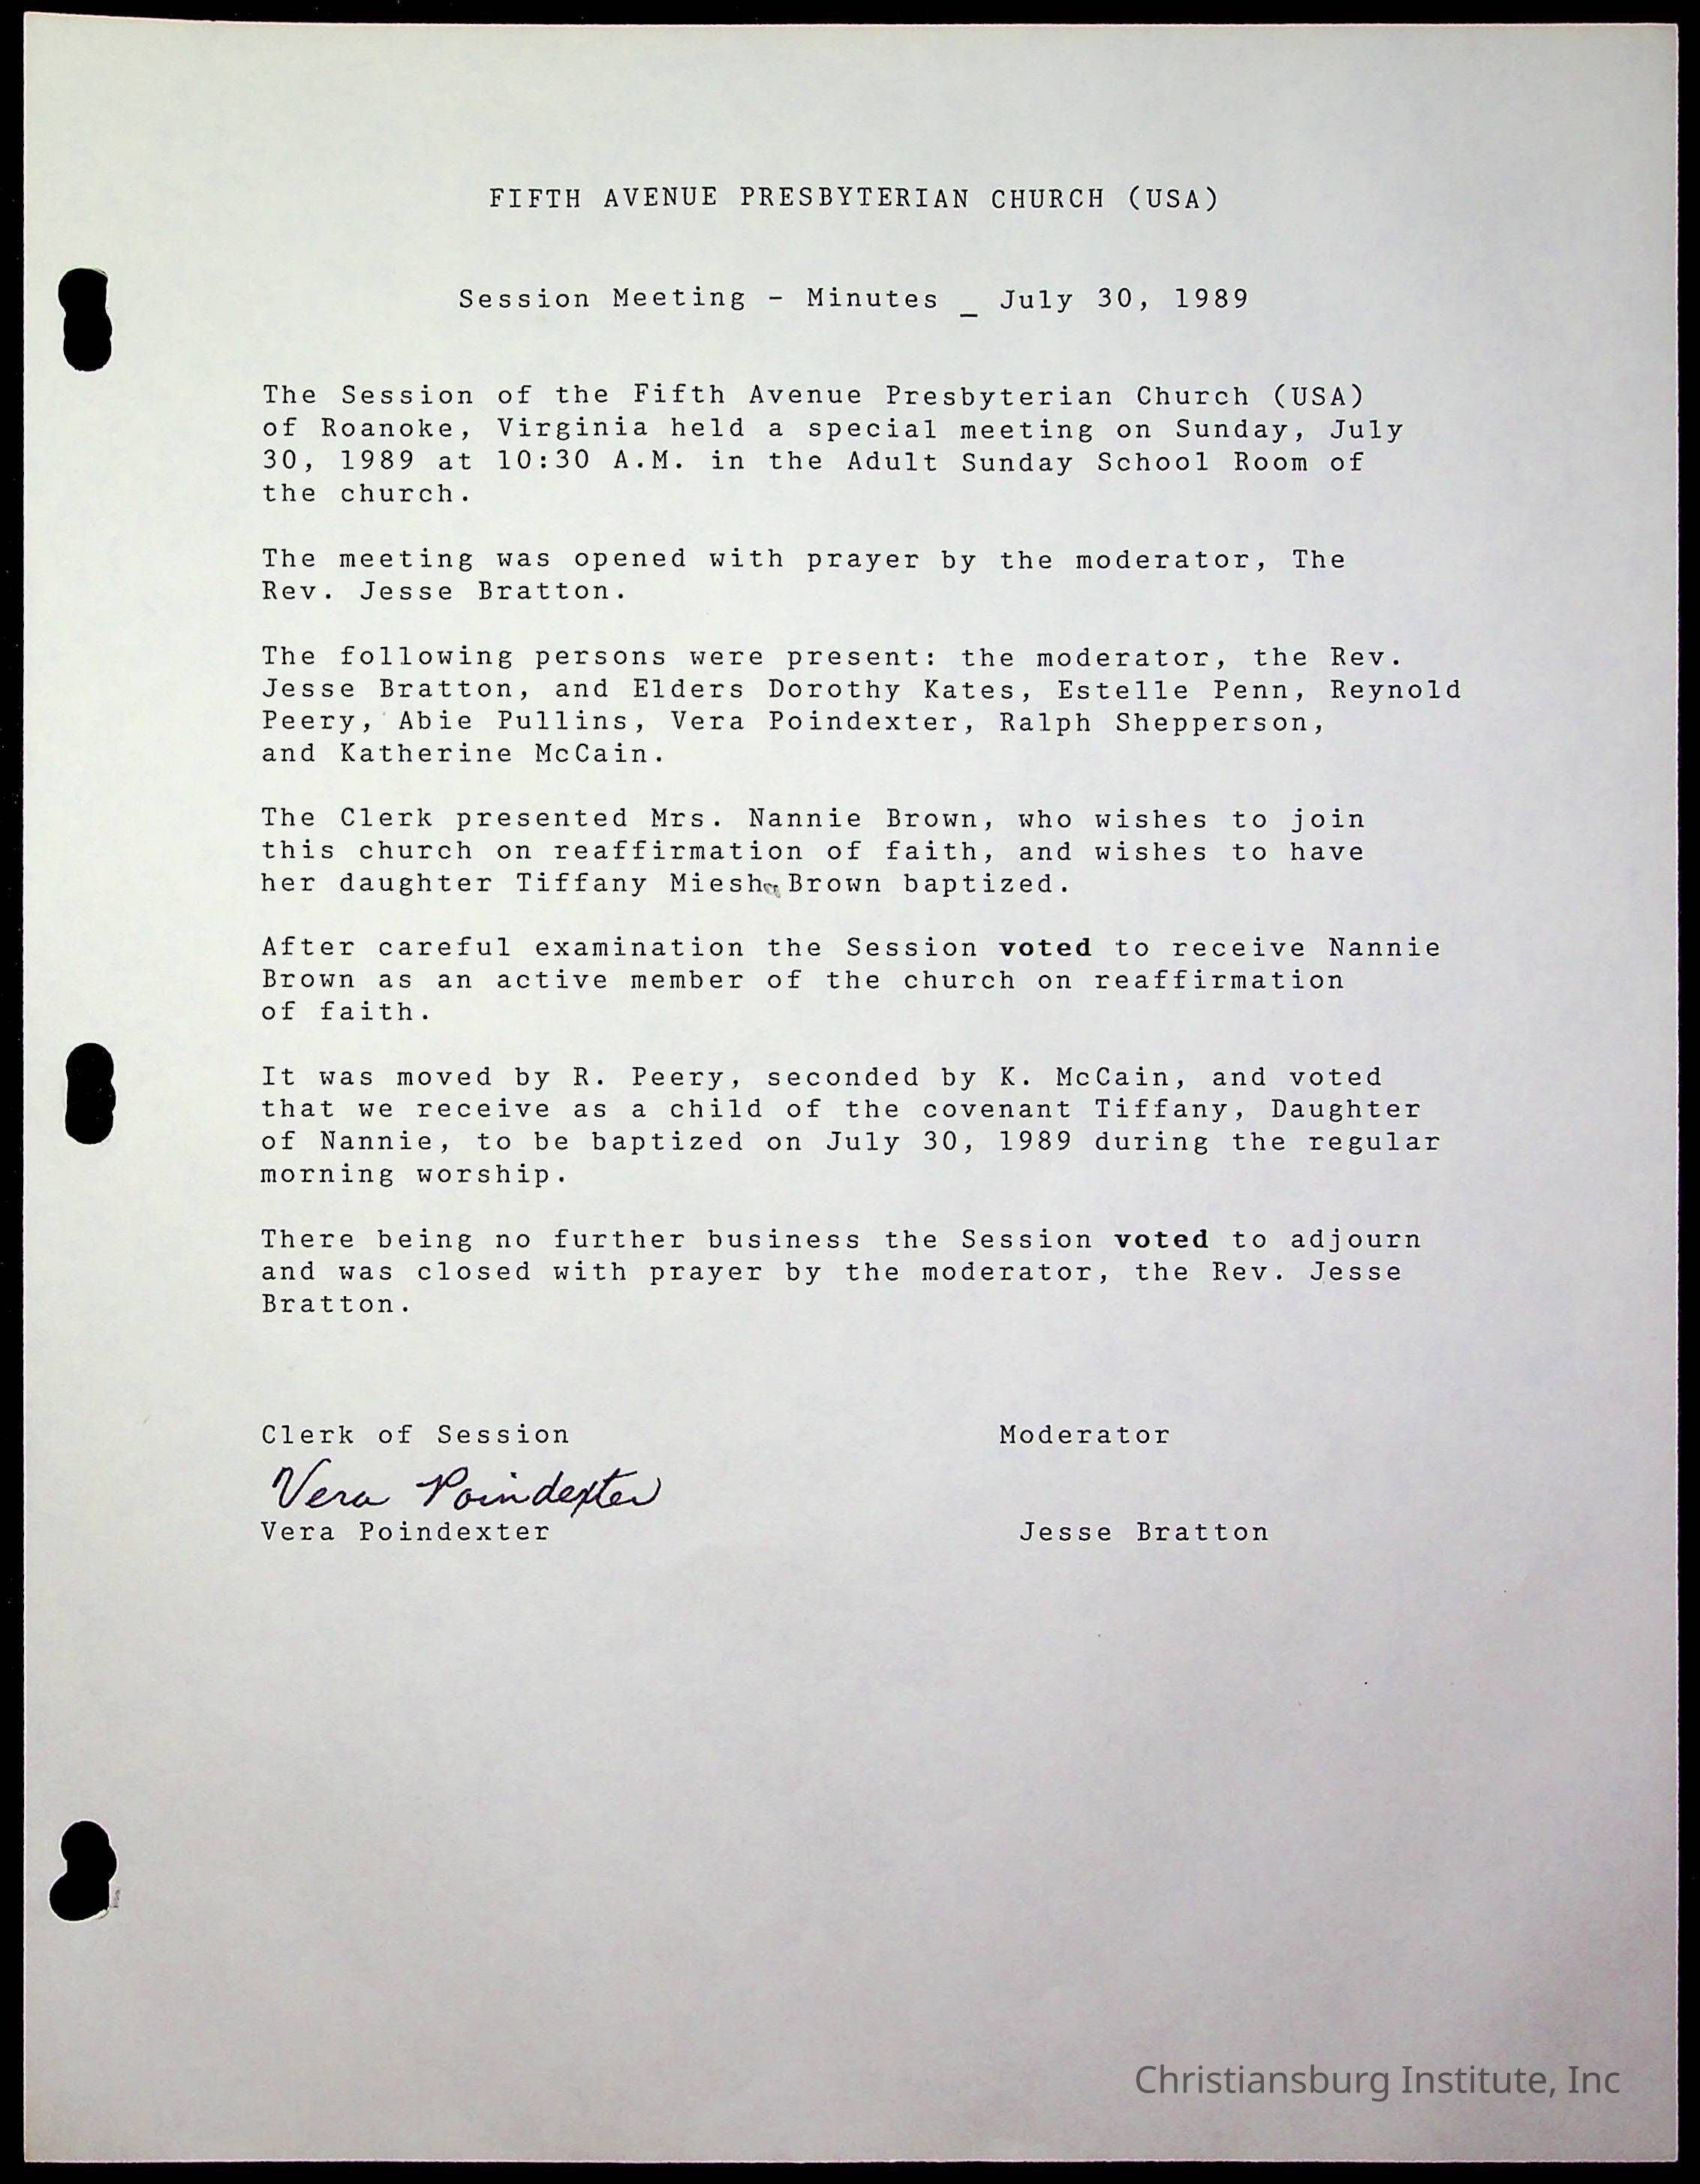 FIFTH AVENUE PRESBYTERIAN CHURCH (USA)
Session Meeting - Minutes _ July 30, 1989
The Session of the Fifth Avenue Presbyterian Church (USA)
of Roanoke, Virginia held a special meeting on Sunday, July
30, 1989 at 10:30 A.M. in the Adult Sunday School Room of
the church.
The meeting was opened with prayer by the moderator, The
Rev. Jesse Bratton.
The following persons were present: the moderator, the Rev.
Jesse Bratton, and Elders Dorothy Kates, Estelle Penn, Reynold
Peery, Abie Pullins, Vera Poindexter, Ralph Shepperson,
and Katherine McCain.
The Clerk presented Mrs. Nannie Brown, who wishes to join
this church on reaffirmation of faith, and wishes to have
her daughter Tiffany Miesha Brown baptized.
After careful examination the Session voted to receive Nannie
Brown as an active member of the church on reaffirmation
of faith.
It was moved by R. Peery, seconded by K. McCain, and voted
that we receive as a child of the covenant Tiffany, Daughter
of Nannie, to be baptized on July 30, 1989 during the regular
morning worship.
There being no further business the Session voted to adjourn
and was closed with prayer by the moderator, the Rev. Jesse
Bratton.
Clerk of Session Moderator
Vera Poindexter
Vera Poindexter Jesse Bratton
Christiansburg Institute, Inc